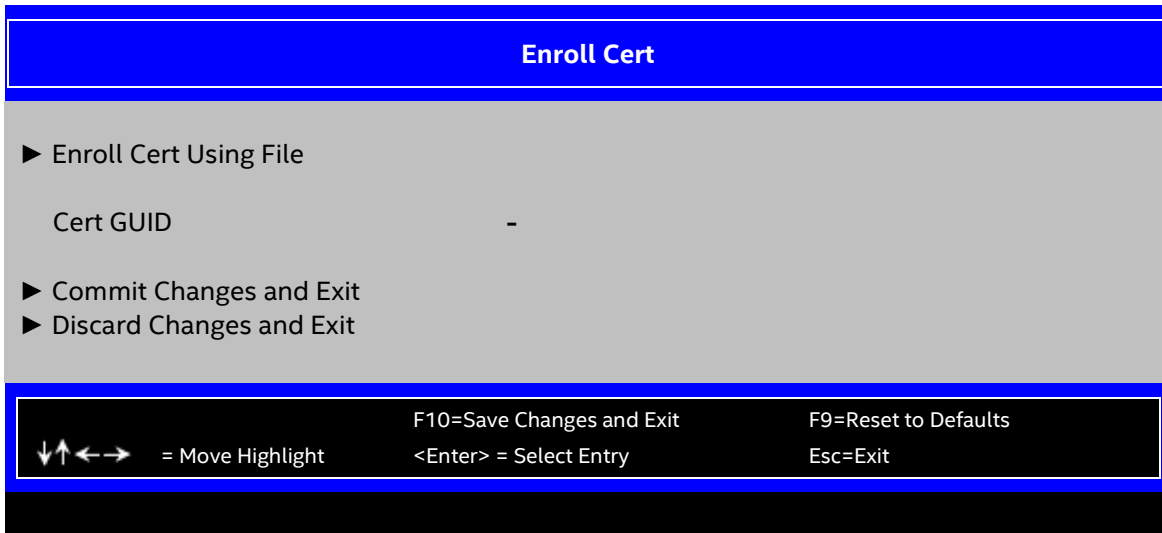 Enroll Cert
► Enroll Cert Using File
Cert GUID -
► Commit Changes and Exit
► Discard Changes and Exit
F10=Save Changes and Exit F9=Reset to Defaults
↓↑←→ = Move Highlight <Enter> = Select Entry Esc=Exit